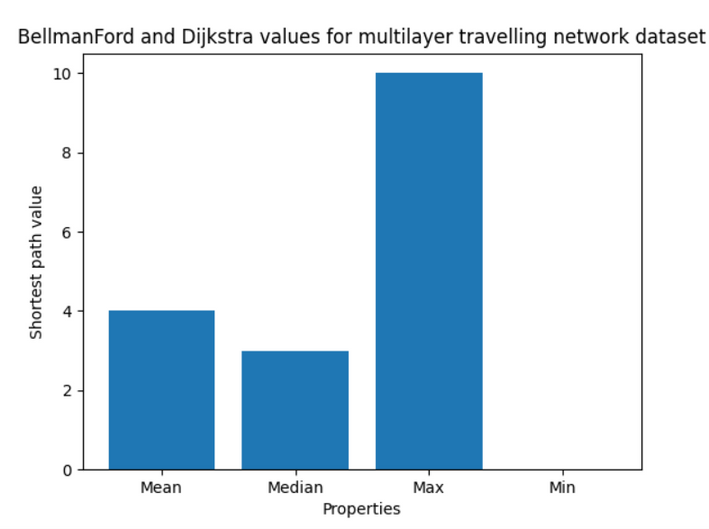 BellmanFord and Dijkstra values for multilayer travelling network dataset
10
8
6
4
2
0
Shortest path value
Mean Median Max Min
Properties